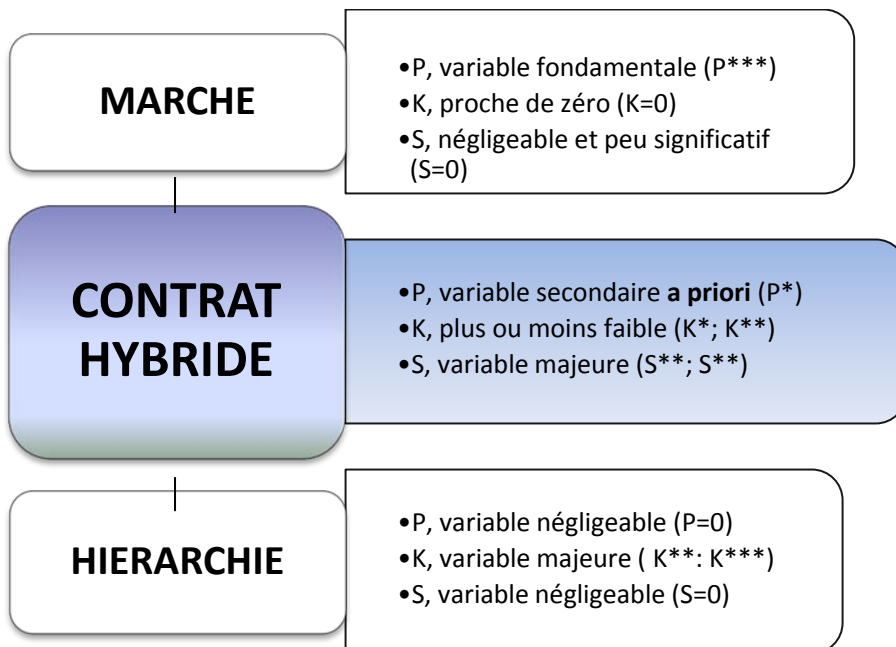 MARCHE
•P, variable fondamentale (P***)
•K, proche de zéro (K=0)
•S, négligeable et peu significatif
(S=0)
CONTRAT
HYBRIDE
•P, variable secondaire a priori (P*)
•K, plus ou moins faible (K*; K**)
•S, variable majeure (S**; S**)
HIERARCHIE
•P, variable négligeable (P=0)
•K, variable majeure ( K**: K***)
•S, variable négligeable (S=0)